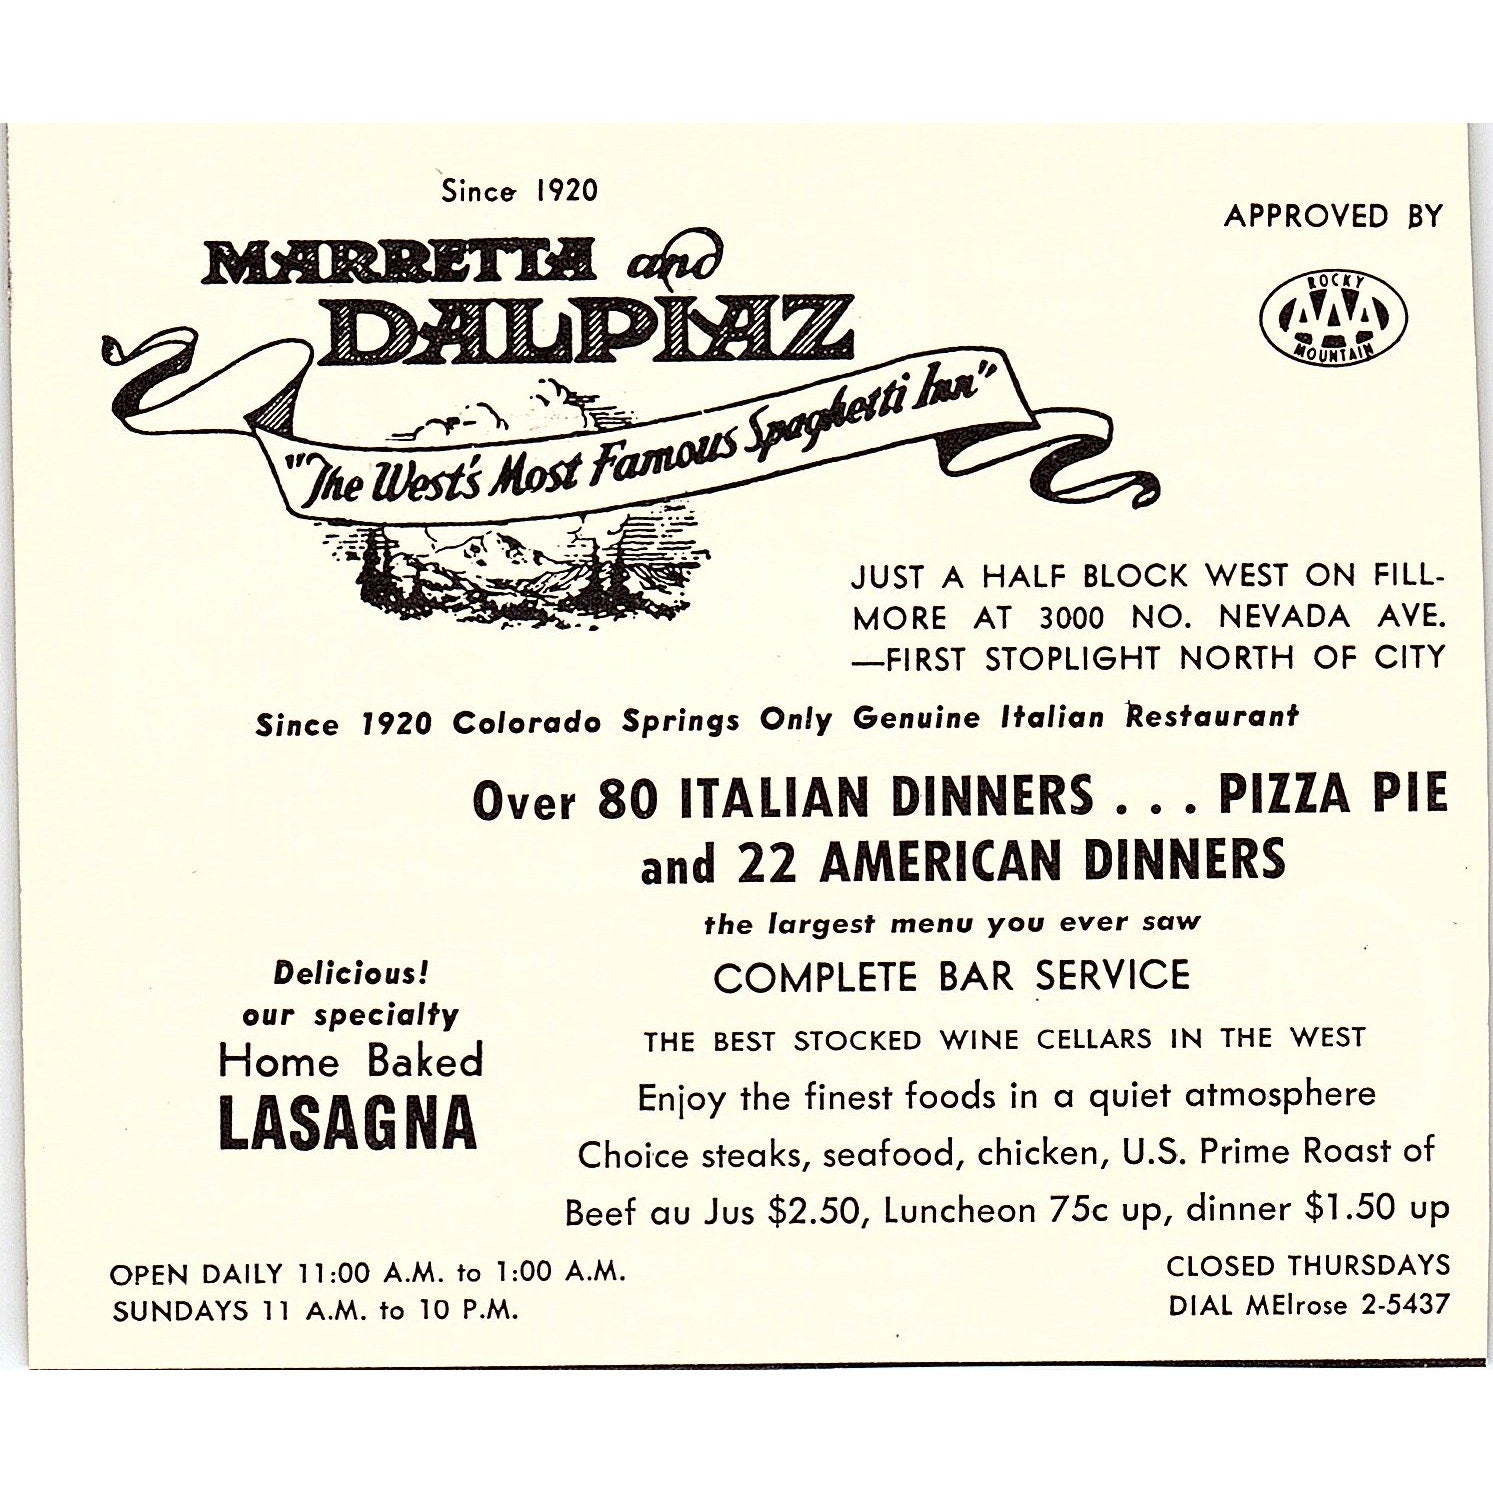 Since 1920
APPROVED BY
MARRETTA and
DALPIAZ
ROCKY
AAA
MOUNTAIN
"The West's Most Famous Spaghetti Inn"
JUST A HALF BLOCK WEST ON FILL-
MORE AT 3000 NO. NEVADA AVE.
—FIRST STOPLIGHT NORTH OF CITY
Since 1920 Colorado Springs Only Genuine Italian Restaurant
Over 80 ITALIAN DINNERS . . . PIZZA PIE
and 22 AMERICAN DINNERS
the largest menu you ever saw
Delicious!
our specialty
Home Baked
LASAGNA
COMPLETE BAR SERVICE
THE BEST STOCKED WINE CELLARS IN THE WEST
Enjoy the finest foods in a quiet atmosphere
Choice steaks, seafood, chicken, U.S. Prime Roast of
Beef au Jus $2.50, Luncheon 75c up, dinner $1.50 up
OPEN DAILY 11:00 A.M. to 1:00 A.M.
SUNDAYS 11 A.M. to 10 P.M.
CLOSED THURSDAYS
DIAL MElrose 2-5437